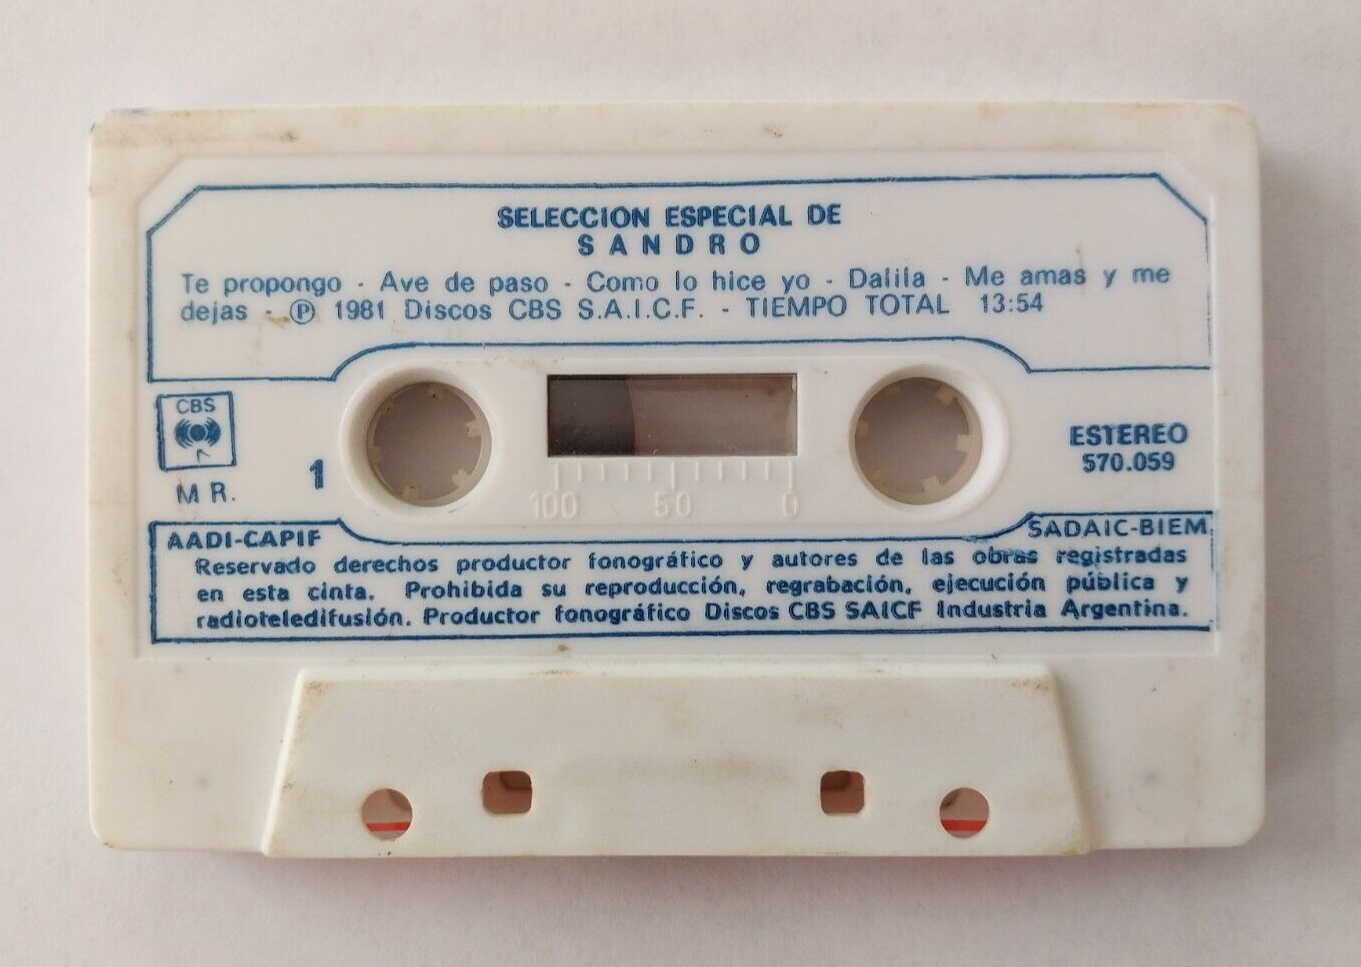 SELECCION ESPECIAL DE
SANDRO
Te propongo - Ave de paso - Como lo hice yo - Dalila - Me amas y me
dejas - Ⓟ 1981 Discos CBS S.A.I.C.F. - TIEMPO TOTAL 13:54
CBS
M R.
1
100 50 0
ESTEREO
570.059
AADI-CAPIF
SADAIC-BIEM
Reservado derechos productor fonográfico y autores de las obras registradas
en esta cinta. Prohibida su reproducción, regrabación, ejecución pública y
radioteledifusión. Productor fonográfico Discos CBS SAICF Industria Argentina.